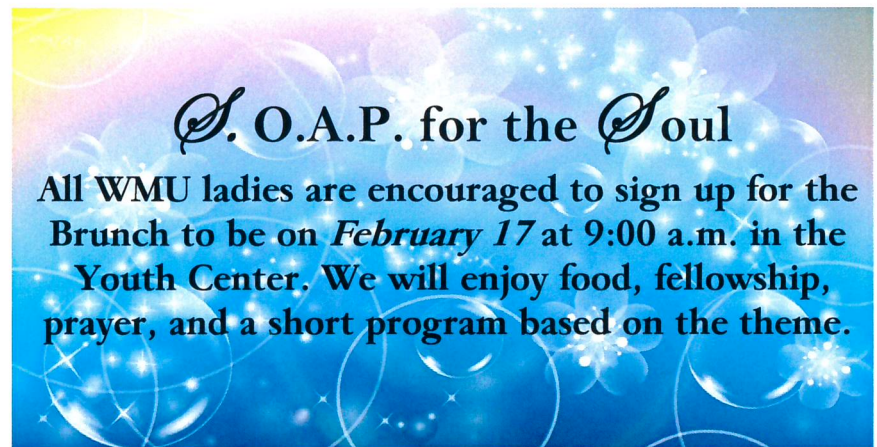 S. O.A.P. for the Soul
All WMU ladies are encouraged to sign up for the
Brunch to be on February 17 at 9:00 a.m. in the
Youth Center. We will enjoy food, fellowship,
prayer, and a short program based on the theme.